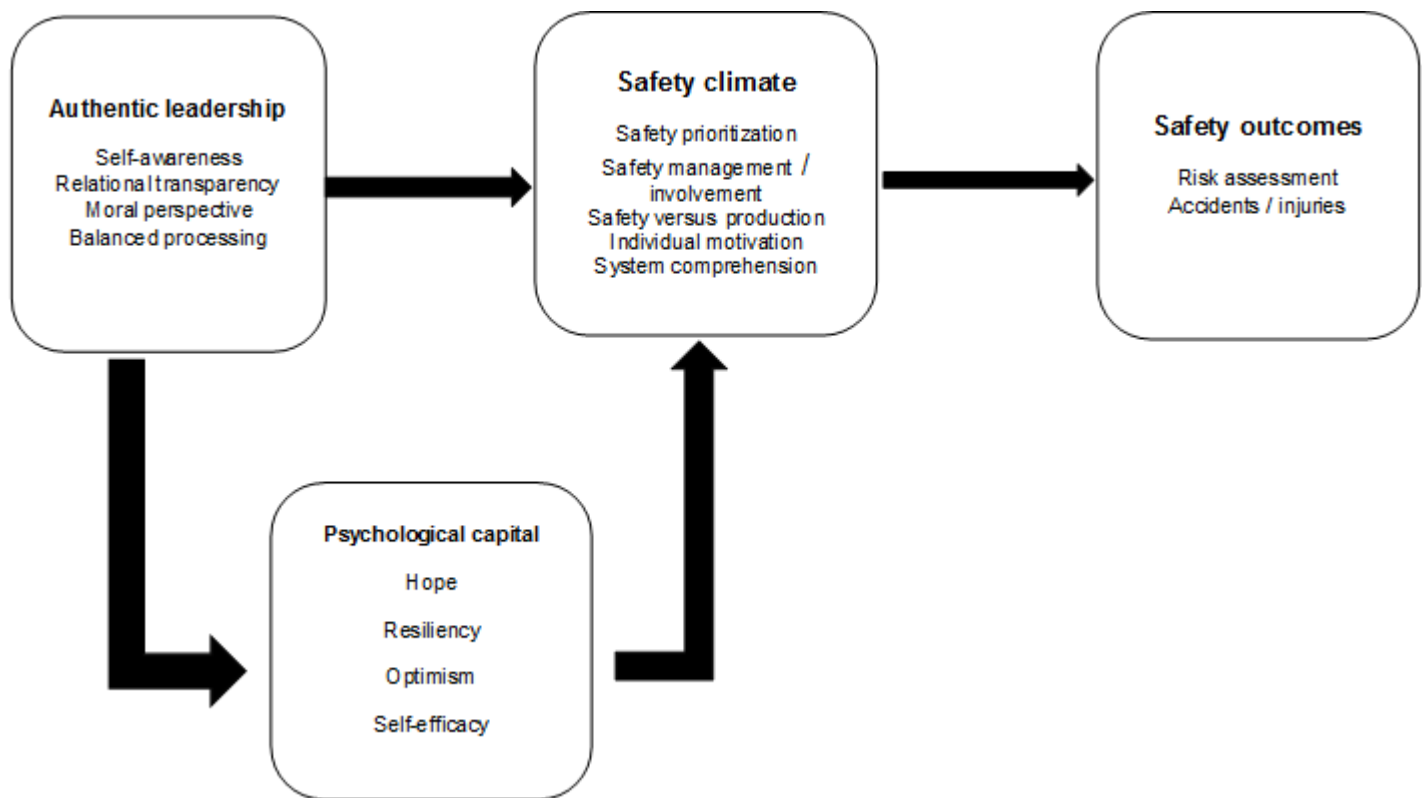 Authentic leadership
Self-awareness
Relational transparency
Moral perspective
Balanced processing
Safety climate
Safety prioritization
Safety management /
involvement
Safety versus production
Individual motivation
System comprehension
Safety outcomes
Risk assessment
Accidents / injuries
Psychological capital
Hope
Resiliency
Optimism
Self-efficacy